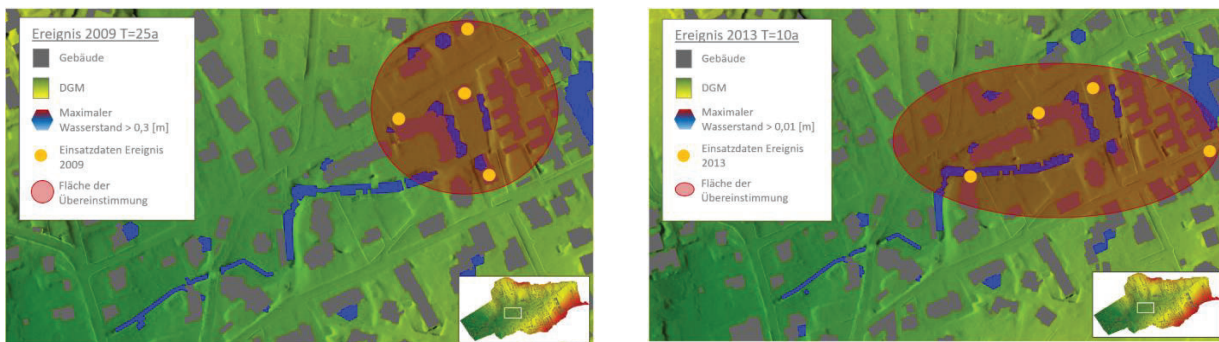 Ereignis 2009 T=25a
Gebäude
DGM
Maximaler
Wasserstand > 0,3 [m]
Einsatzdaten Ereignis
2009
Fläche der
Übereinstimmung
Ereignis 2013 T=10a
Gebäude
DGM
Maximaler
Wasserstand > 0,01 [m]
Einsatzdaten Ereignis
2013
Fläche der
Übereinstimmung